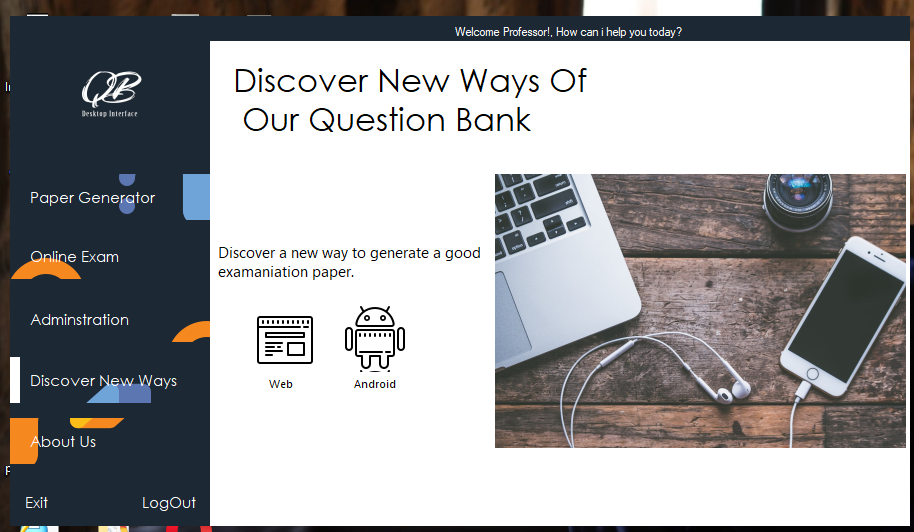 Welcome Professor!, How can i help you today?
QB
Desktop Interface
Discover New Ways Of
Our Question Bank
Paper Generator
Online Exam
Adminstration
Discover New Ways
About Us
Exit
LogOut
Discover a new way to generate a good
examaniation paper.
Web
Android